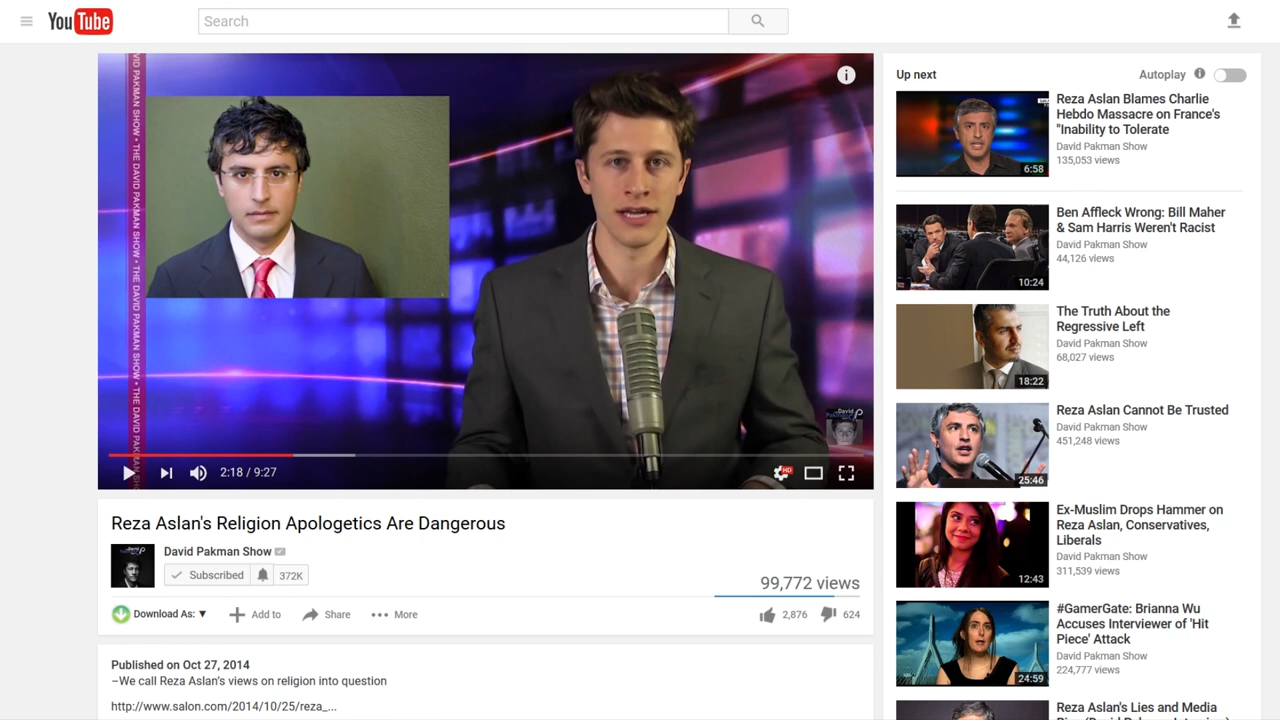 YouTube
Search
THE DAVID PAKMAN SHOW • THE DAVID PAKMAN SHOW • THE DAVID PAKMAN
2:18 / 9:27
HD
Reza Aslan's Religion Apologetics Are Dangerous
David Pakman Show
Subscribed 372K
99,772 views
Download As: ▼ Add to Share More 2,876 624
Published on Oct 27, 2014
–We call Reza Aslan's views on religion into question
http://www.salon.com/2014/10/25/reza_...
Up next Autoplay
Reza Aslan Blames Charlie
Hebdo Massacre on France's
"Inability to Tolerate
David Pakman Show
135,053 views
6:58
Ben Affleck Wrong: Bill Maher
& Sam Harris Weren't Racist
David Pakman Show
44,126 views
10:24
The Truth About the
Regressive Left
David Pakman Show
68,027 views
18:22
Reza Aslan Cannot Be Trusted
David Pakman Show
451,248 views
25:46
Ex-Muslim Drops Hammer on
Reza Aslan, Conservatives,
Liberals
David Pakman Show
311,539 views
12:43
#GamerGate: Brianna Wu
Accuses Interviewer of 'Hit
Piece' Attack
David Pakman Show
224,777 views
24:59
Reza Aslan's Lies and Media